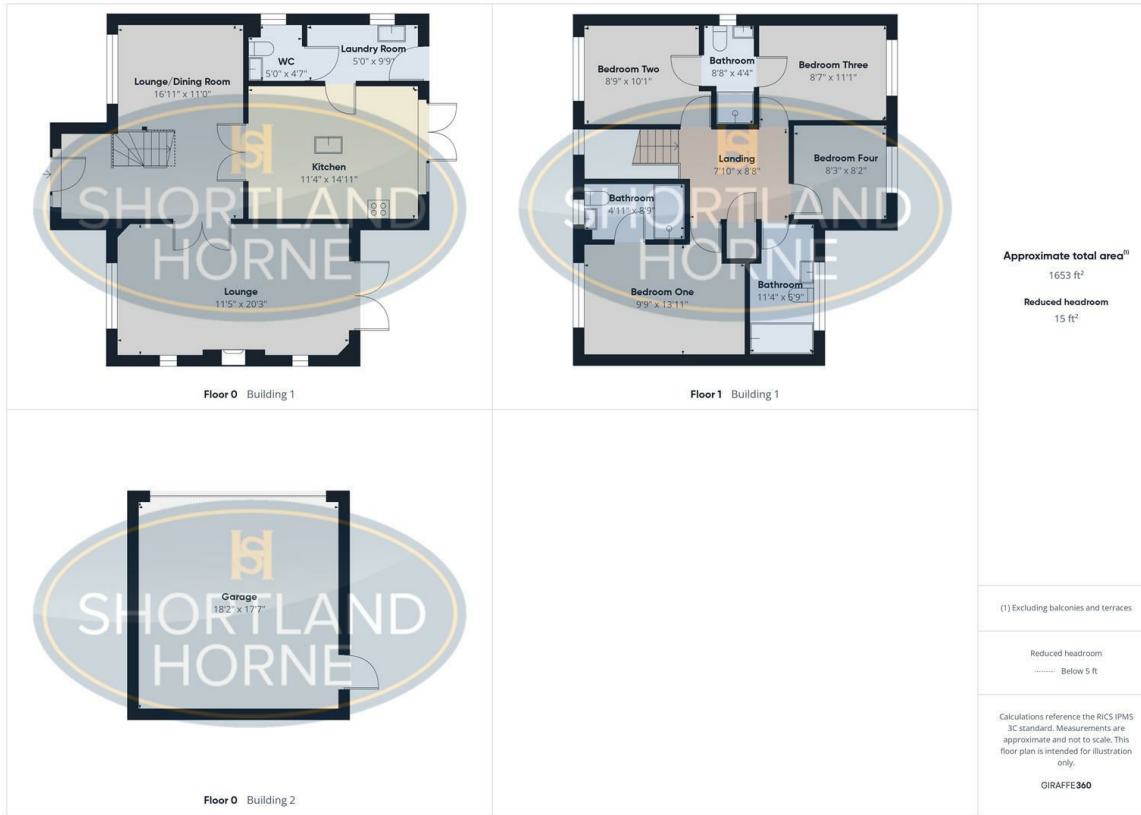 Lounge/Dining Room
16'11" x 11'0"
WC
5'0" x 4'7"
Laundry Room
5'0" x 9'9"
Kitchen
11'4" x 14'11"
Lounge
11'5" x 20'3"
SHORTLAND
HORNE
Floor 0 Building 1
Bedroom Two
8'9" x 10'1"
Bathroom
8'8" x 4'4"
Bedroom Three
8'7" x 11'1"
Landing
7'10" x 8'8"
Bedroom Four
8'3" x 8'2"
Bathroom
4'11" x 8'9"
Bedroom One
9'9" x 13'11"
Bathroom
11'4" x 5'9"
SHORTLAND
HORNE
Floor 1 Building 1
Garage
18'2" x 17'7"
SHORTLAND
HORNE
Floor 0 Building 2
Approximate total area(1)
1653 ft²
Reduced headroom
15 ft²
(1) Excluding balconies and terraces
Reduced headroom
Below 5 ft
Calculations reference the RICS IPMS
3C standard. Measurements are
approximate and not to scale. This
floor plan is intended for illustration
only.
GIRAFFE360